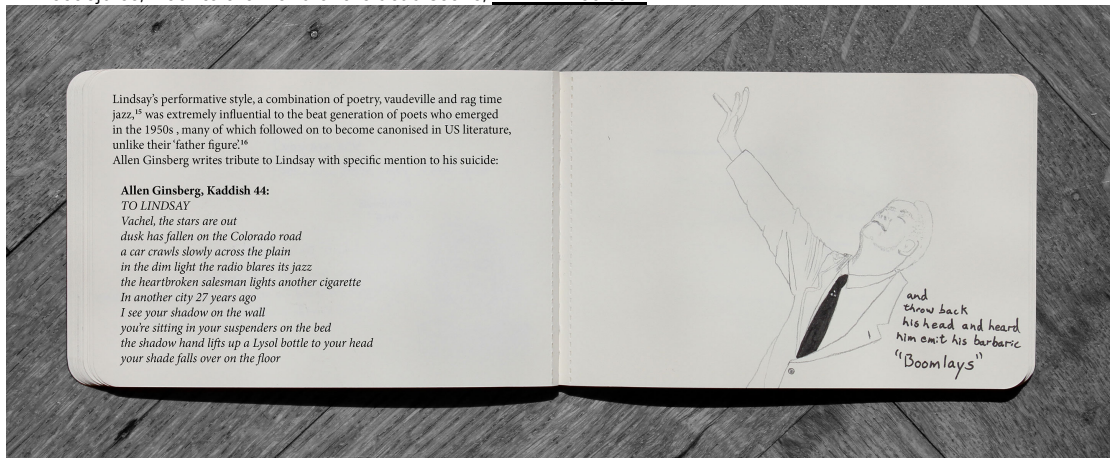 Lindsay's performative style, a combination of poetry, vaudeville and rag time
jazz,¹⁵ was extremely influential to the beat generation of poets who emerged
in the 1950s , many of which followed on to become canonised in US literature,
unlike their 'father figure'.¹⁶
Allen Ginsberg writes tribute to Lindsay with specific mention to his suicide:
Allen Ginsberg, Kaddish 44:
TO LINDSAY
Vachel, the stars are out
dusk has fallen on the Colorado road
a car crawls slowly across the plain
in the dim light the radio blares its jazz
the heartbroken salesman lights another cigarette
In another city 27 years ago
I see your shadow on the wall
you're sitting in your suspenders on the bed
the shadow hand lifts up a Lysol bottle to your head
your shade falls over on the floor
and
throw back
his head and heard
him emit his barbaric
"Boomlays"